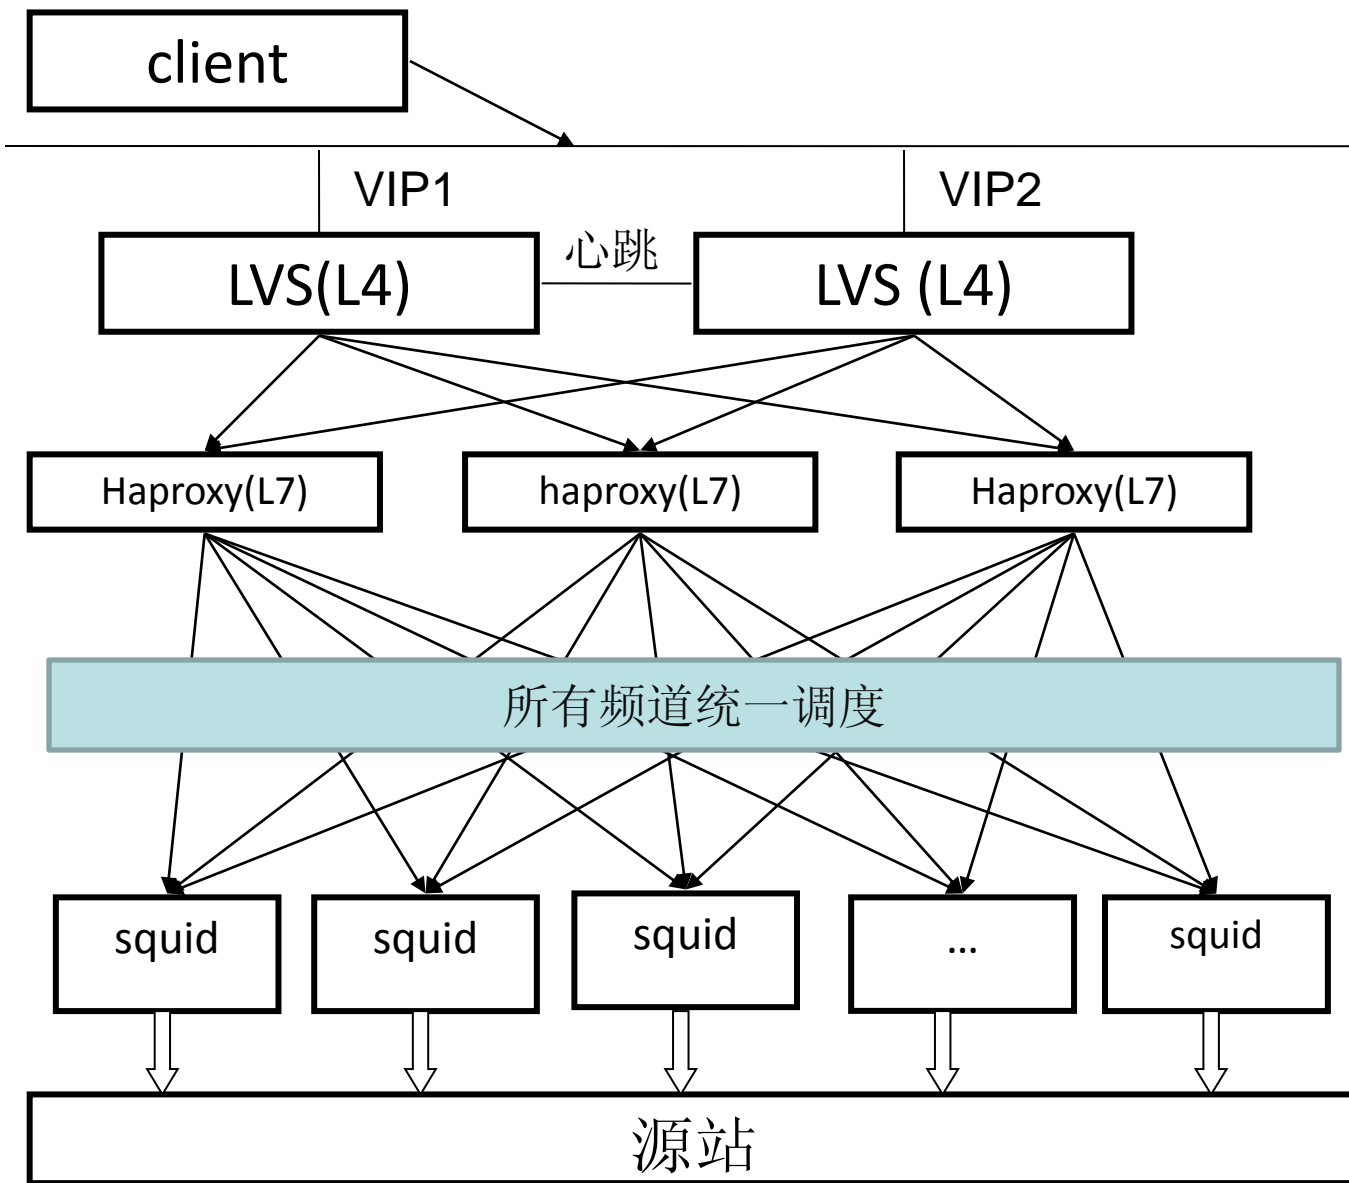 client
VIP1
VIP2
LVS(L4)
心跳
LVS (L4)
Haproxy(L7)
haproxy(L7)
Haproxy(L7)
所有频道统一调度
squid
squid
squid
...
squid
源站